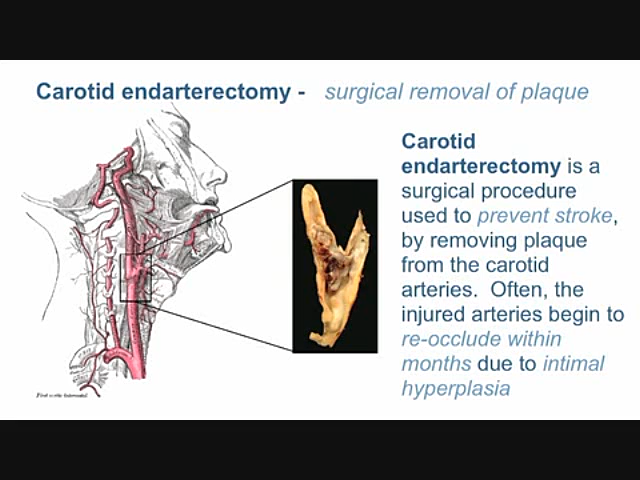 Carotid endarterectomy - surgical removal of plaque
Carotid
endarterectomy is a
surgical procedure
used to prevent stroke,
by removing plaque
from the carotid
arteries. Often, the
injured arteries begin to
re-occlude within
months due to intimal
hyperplasia